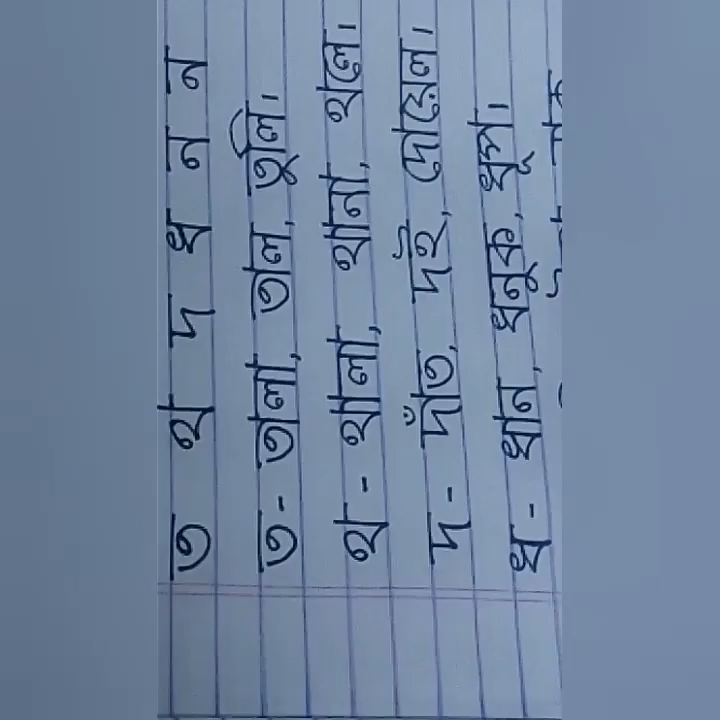 ত থ দ ধ ন ন
ত - তালা, তাল, তুলি।
থ - থালা, থানা, থলে।
দ - দাঁত, দই, দোয়েল।
ধ - ধান, ধনুক, ধূপ।